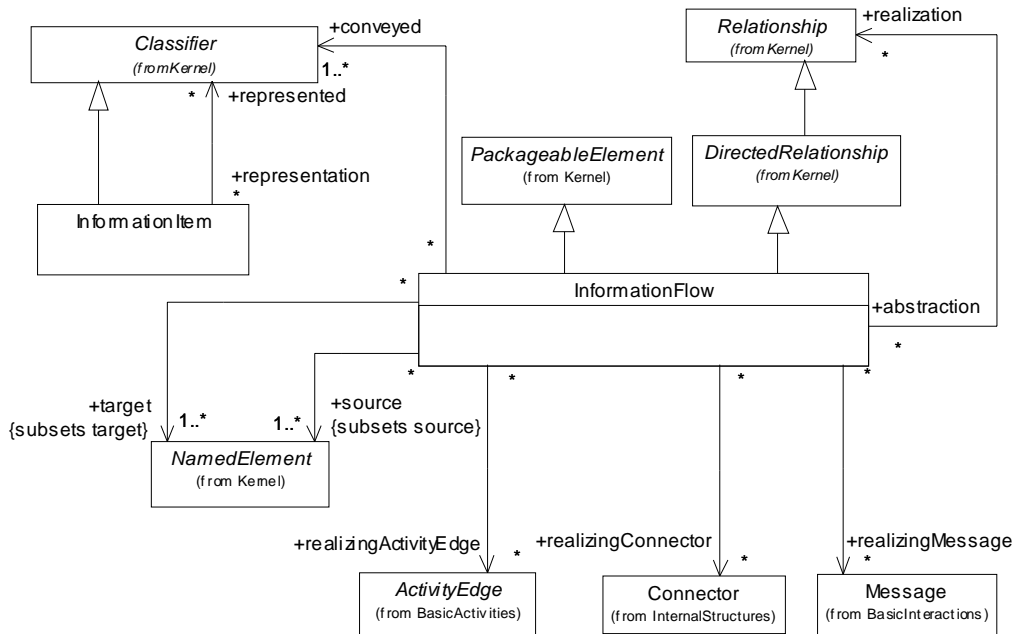 Classifier
(from Kernel)
+conveyed
1..*
*
+represented
+representation
*
InformationItem
Relationship
(from Kernel)
+realization
*
PackageableElement
(from Kernel)
DirectedRelationship
(from Kernel)
*
*
InformationFlow
+abstraction
*
*
*
*
*
+target
{subsets target}
1..*
+source
{subsets source}
1..*
NamedElement
(from Kernel)
+realizingActivityEdge
*
+realizingConnector
*
+realizingMessage
*
ActivityEdge
(from BasicActivities)
Connector
(from InternalStructures)
Message
(from BasicInteractions)